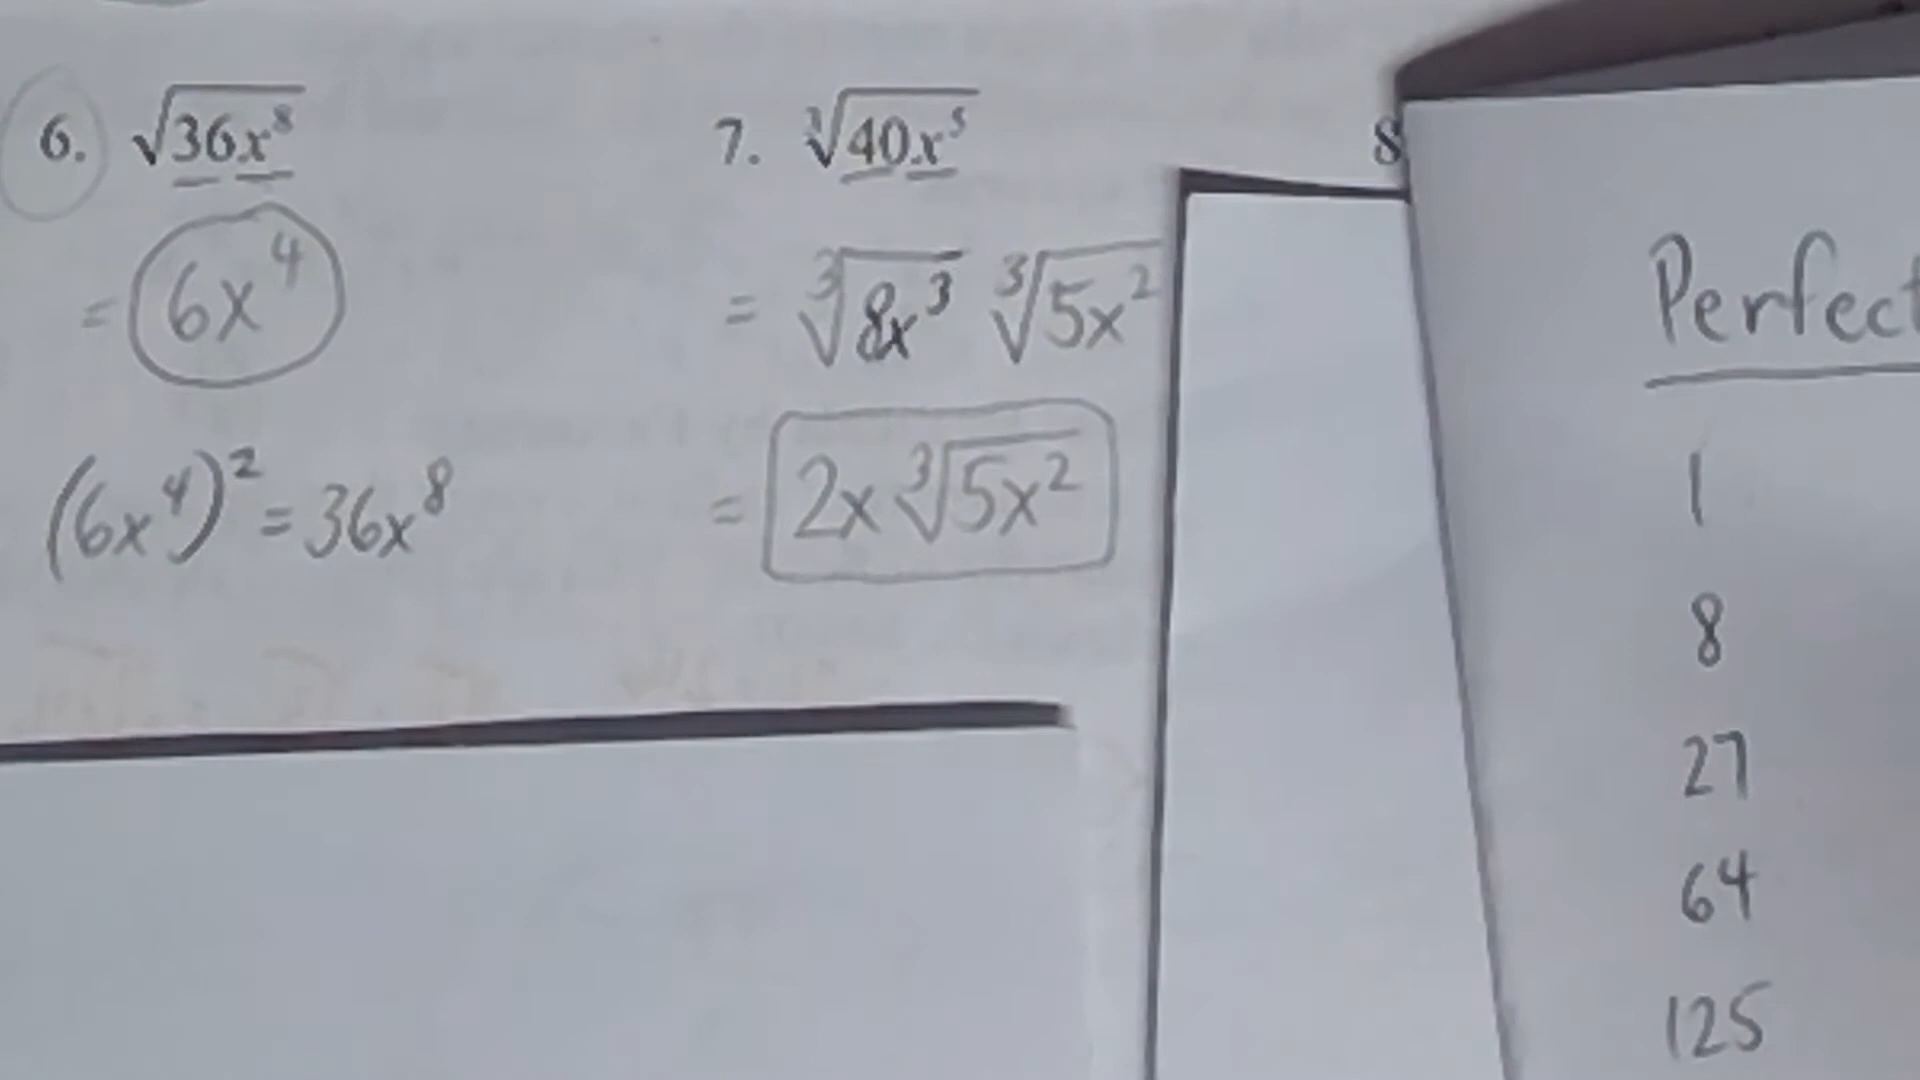 6. √36x⁸
= 6x⁴
(6x⁴)² = 36x⁸
7. ∛40x⁵
= ∛8x³ ∛5x²
= 2x ∛5x²
8
Perfect
1
8
27
64
125